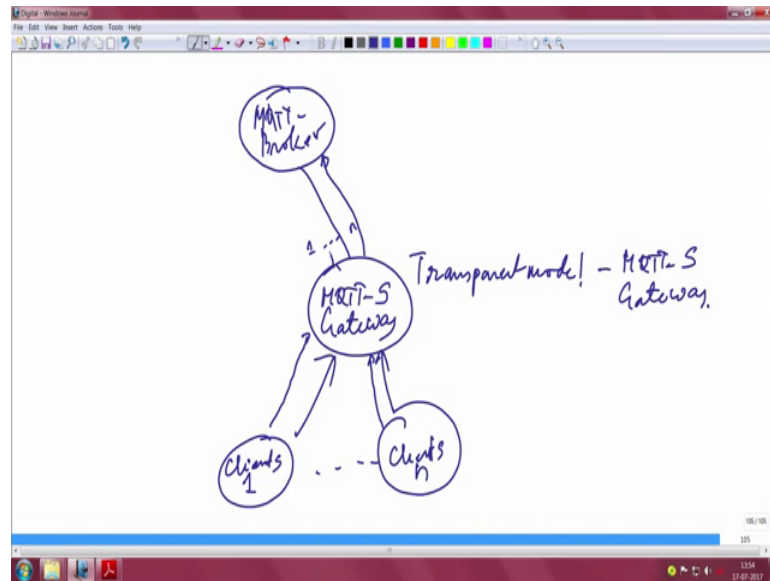 Digital - Windows Journal
File Edit View Insert Actions Tools Help
B I
MQTT-
Broker
1 ... n
MQTT-S
Gateway
Transparent mode! - MQTT-S
Gateway.
Clients
1
....
Clients
n
105 / 105
105
13:54
17-07-2017